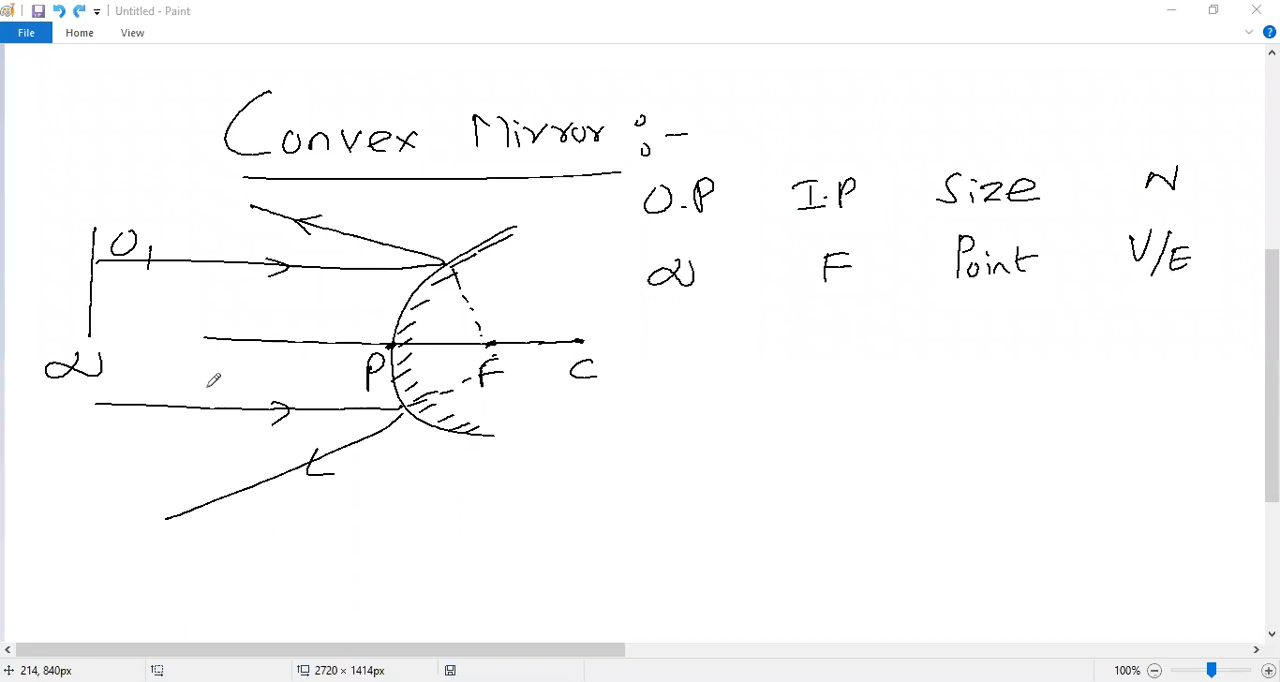 Untitled - Paint
File Home View
Convex Mirror :-
O.P I.P Size N
∞ F Point V/E
O1
P F C
∞
214, 840px 2720 × 1414px 100%